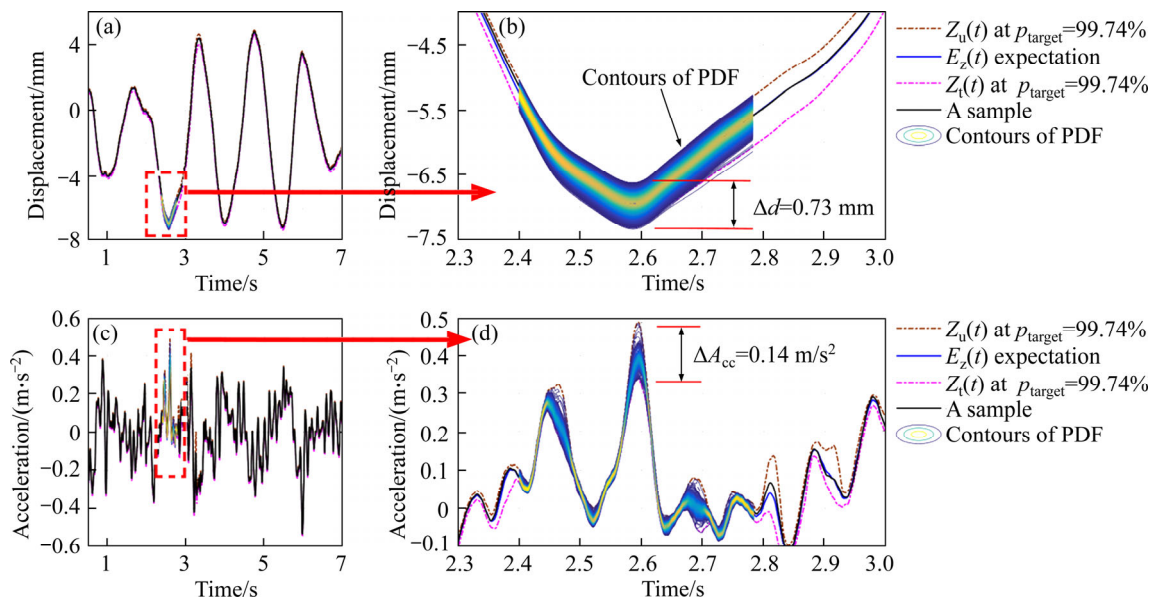 (a)
Displacement/mm
8
4
0
−4
−8
1
3
5
7
Time/s
(b)
Displacement/mm
−4.5
−5.5
−6.5
−7.5
Contours of PDF
Δd=0.73 mm
2.3 2.4 2.5 2.6 2.7 2.8 2.9 3.0
Time/s
Zu(t) at ptarget=99.74%
Ez(t) expectation
Zt(t) at ptarget=99.74%
A sample
Contours of PDF
(c)
Acceleration/(m·s−2)
0.6
0.4
0.2
0
−0.2
−0.4
−0.6
1
3
5
7
Time/s
(d)
Acceleration/(m·s−2)
0.5
0.4
0.3
0.2
0.1
0
−0.1
ΔAcc=0.14 m/s2
2.3 2.4 2.5 2.6 2.7 2.8 2.9 3.0
Time/s
Zu(t) at ptarget=99.74%
Ez(t) expectation
Zt(t) at ptarget=99.74%
A sample
Contours of PDF